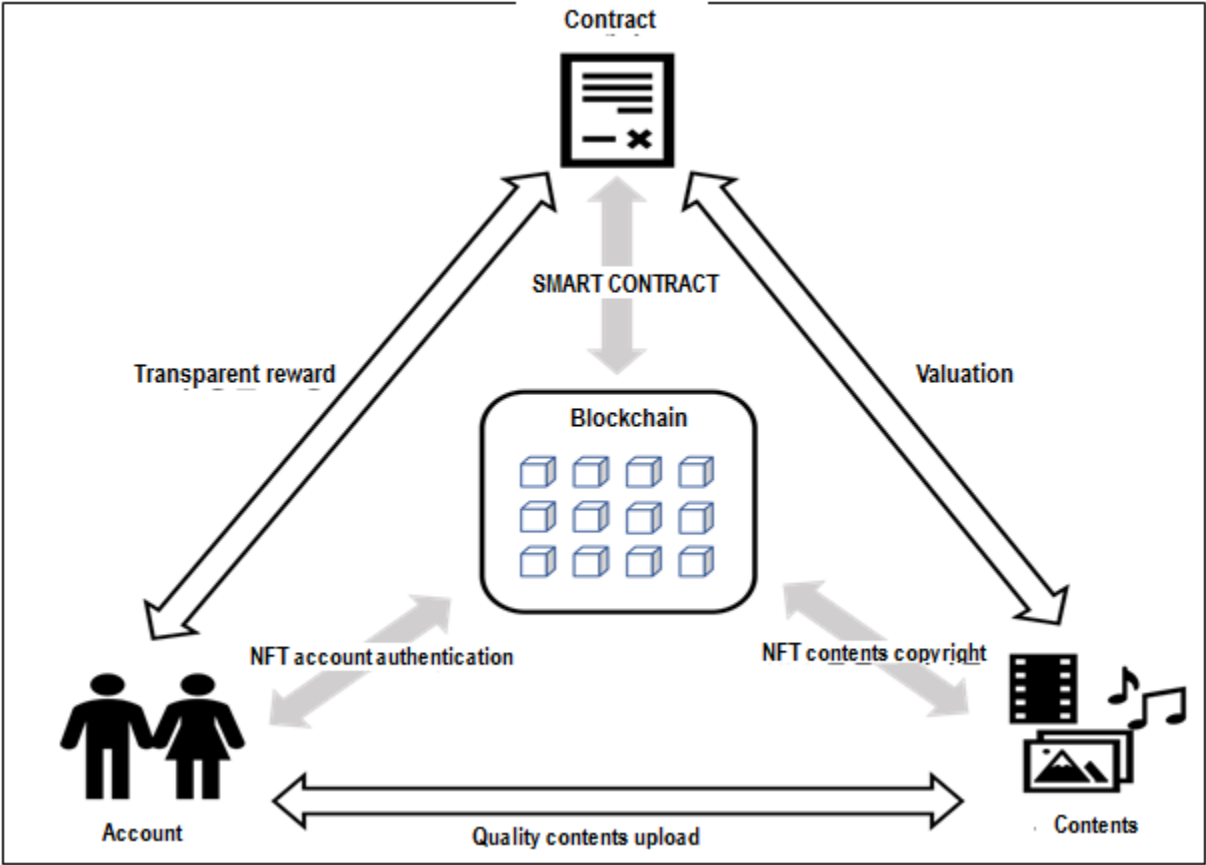 Contract
SMART CONTRACT
Transparent reward
Valuation
Blockchain
NFT account authentication
NFT contents copyright
Account
Quality contents upload
Contents